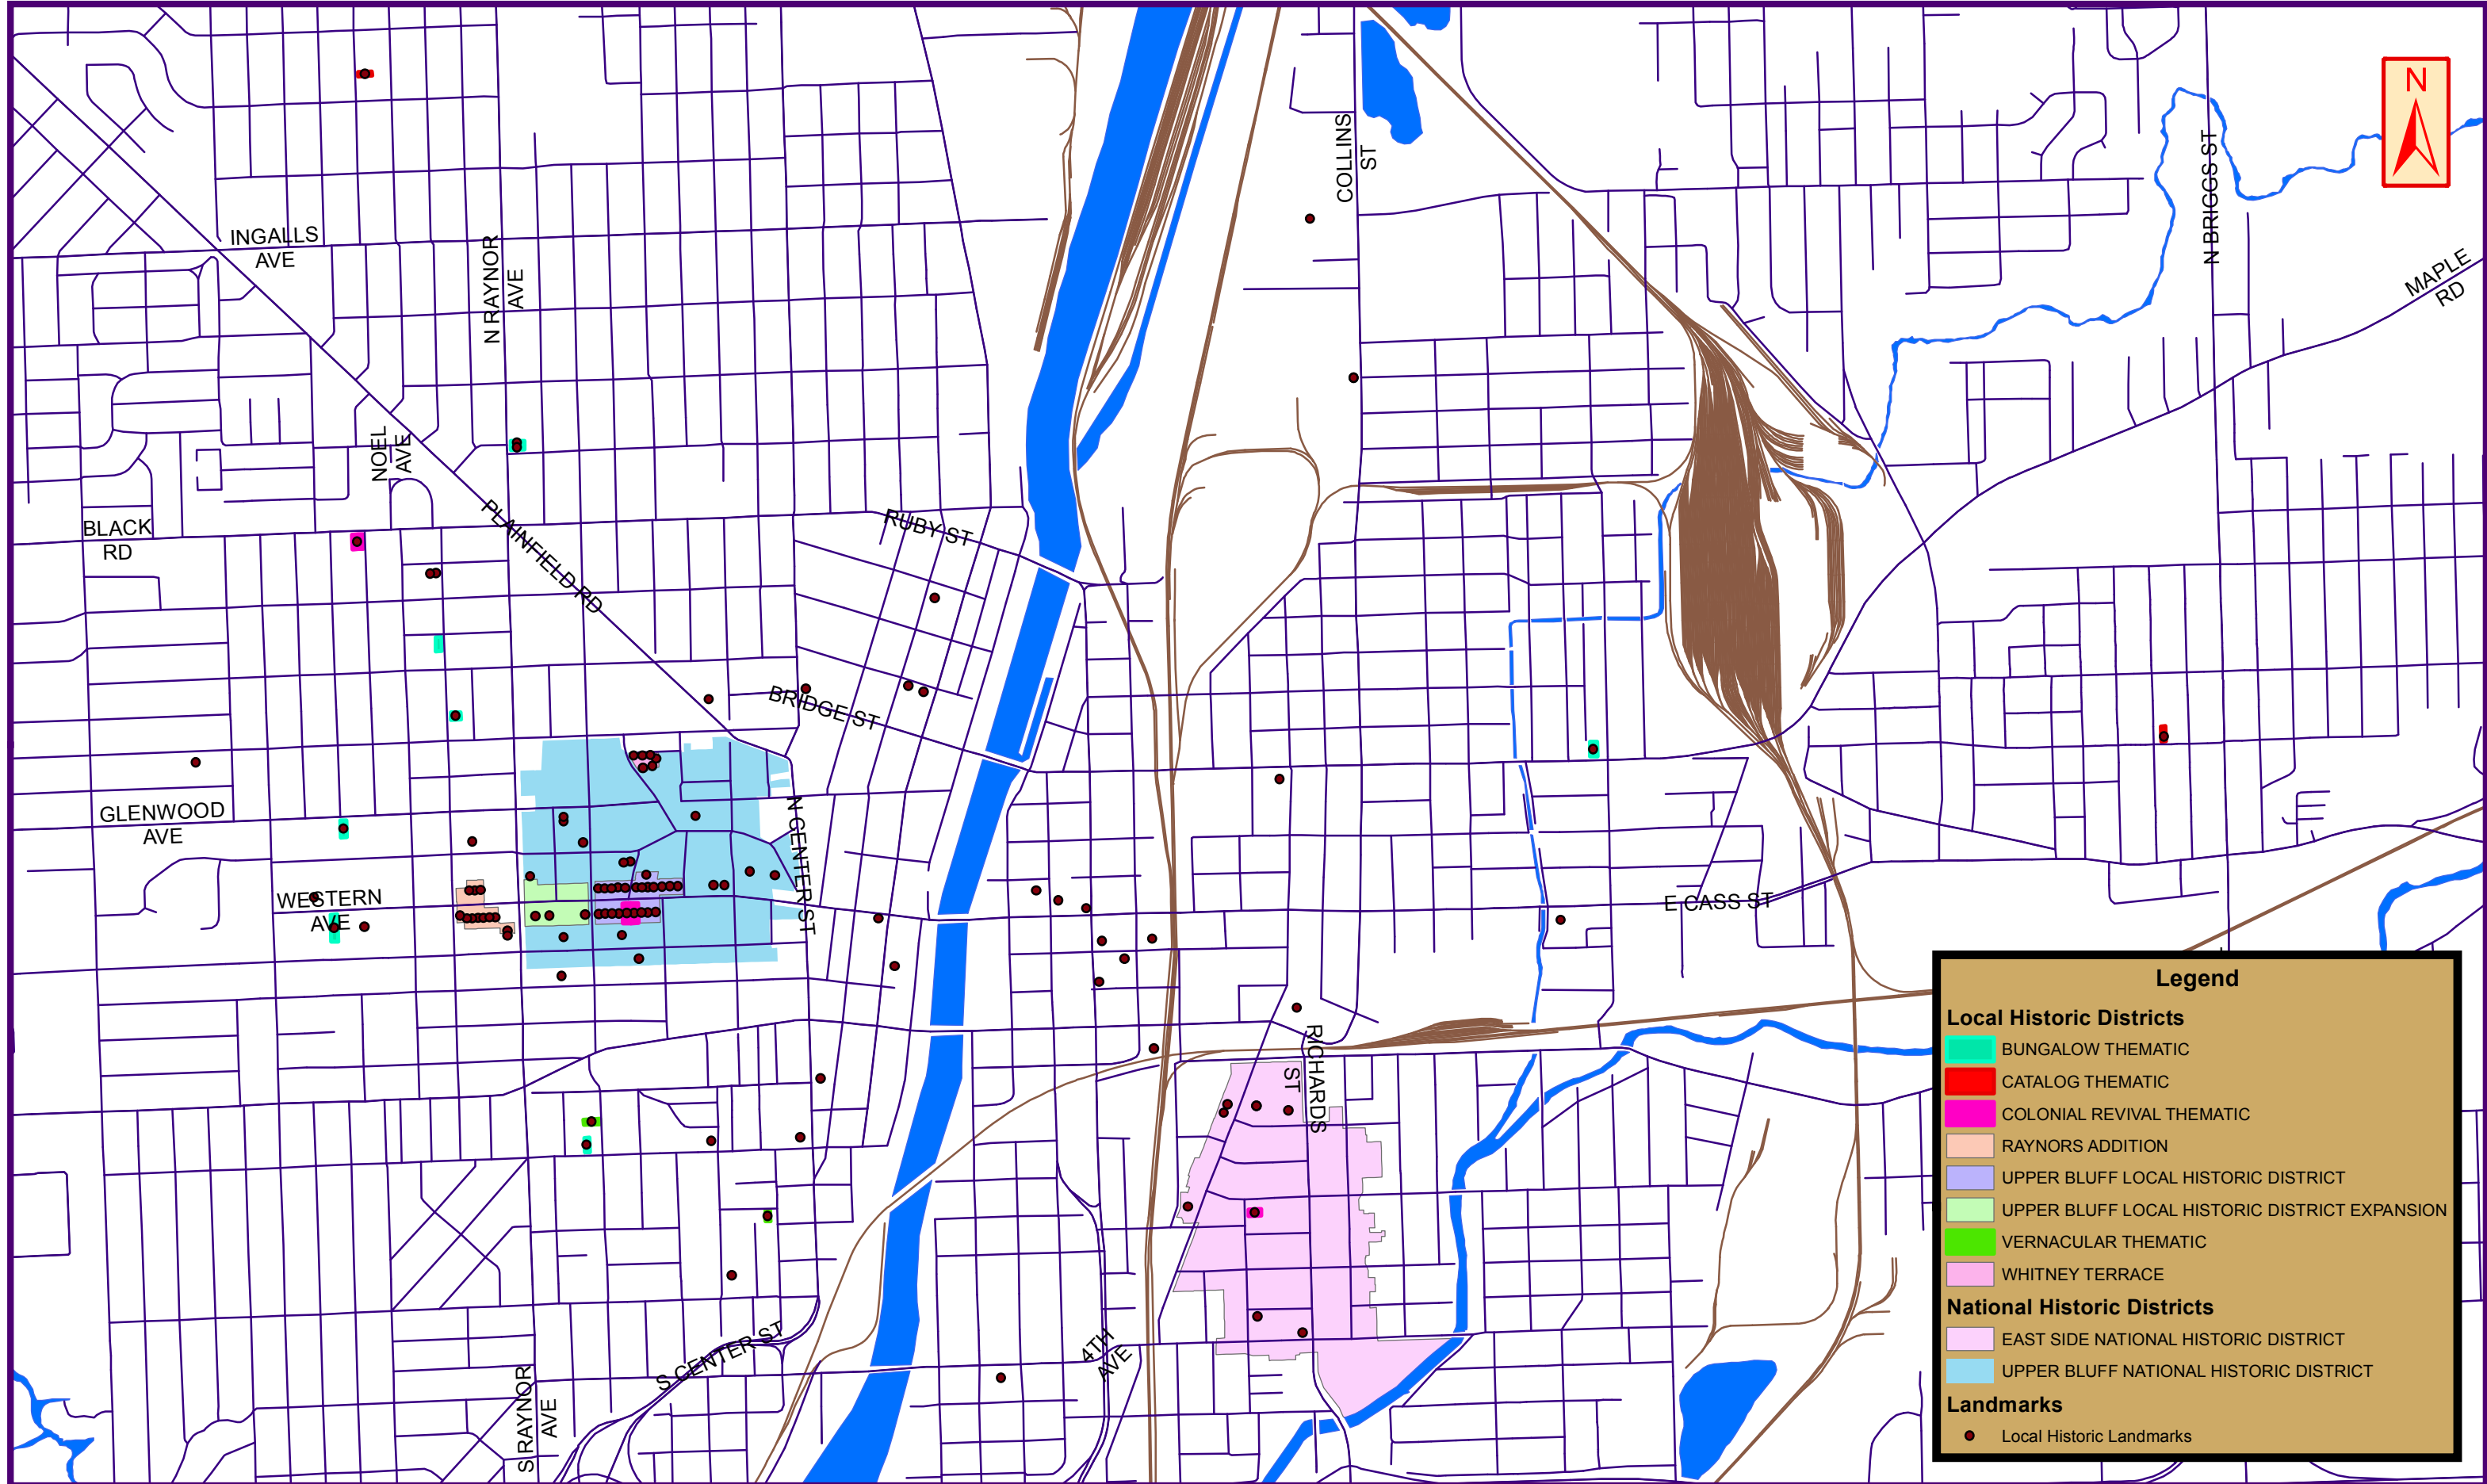 N
COLLINS
ST
N BRIGGS ST
INGALLS
AVE
N RAYNOR
AVE
MAPLE
RD
NOEL
AVE
BLACK
RD
PLAINFIELD RD
RUBY ST
BRIDGE ST
GLENWOOD
AVE
N CENTER ST
WESTERN
AVE
E CASS ST
RICHARDS
ST
4TH
AVE
S CENTER ST
S RAYNOR
AVE
Legend
Local Historic Districts
BUNGALOW THEMATIC
CATALOG THEMATIC
COLONIAL REVIVAL THEMATIC
RAYNORS ADDITION
UPPER BLUFF LOCAL HISTORIC DISTRICT
UPPER BLUFF LOCAL HISTORIC DISTRICT EXPANSION
VERNACULAR THEMATIC
WHITNEY TERRACE
National Historic Districts
EAST SIDE NATIONAL HISTORIC DISTRICT
UPPER BLUFF NATIONAL HISTORIC DISTRICT
Landmarks
Local Historic Landmarks